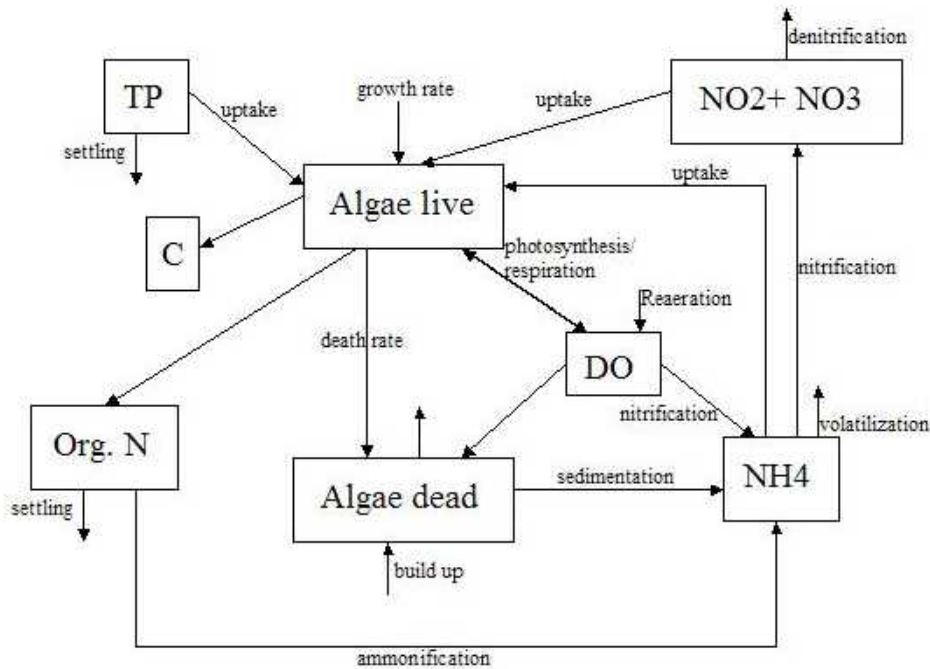 denitrification
TP
growth rate
NO2+ NO3
uptake
uptake
settling
uptake
Algae live
C
photosynthesis/
respiration
nitrification
Reaeration
death rate
DO
nitrification
volatilization
Org. N
sedimentation
NH4
Algae dead
settling
build up
ammonification